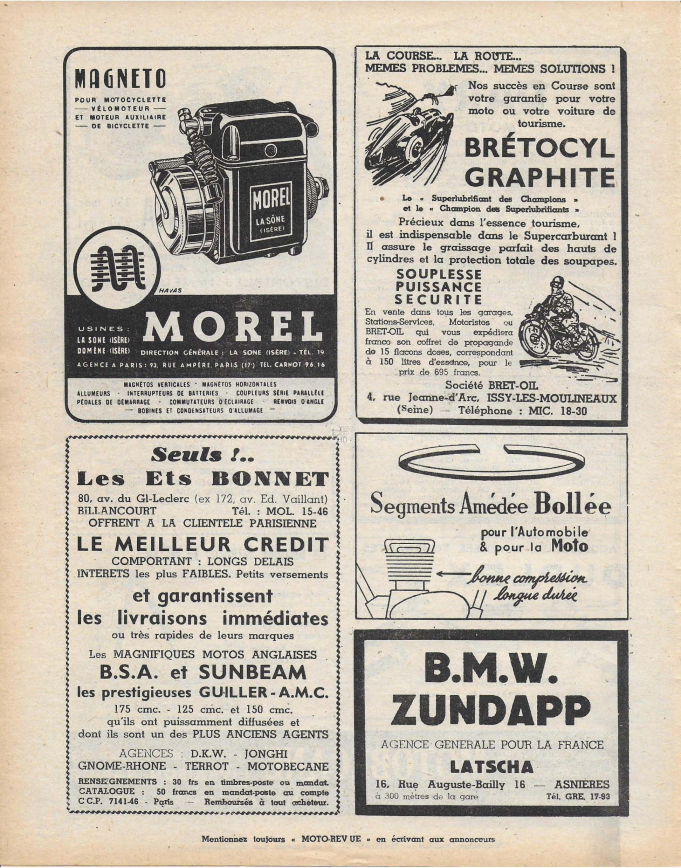 MAGNETO
POUR MOTOCYCLETTE
— VÉLOMOTEUR —
ET MOTEUR AUXILIAIRE
— DE BICYCLETTE —
MOREL
LA SÔNE
(ISÈRE)
HAVAS
USINES :
LA SONE (ISÈRE)
DOMÈNE (ISÈRE)
MOREL
DIRECTION GÉNÉRALE : LA SONE (ISÈRE) - TÉL. 19
AGENCE A PARIS : 93, RUE AMPÈRE, PARIS (17e) TEL. CARNOT 96.16
MAGNÉTOS VERTICALES - MAGNÉTOS HORIZONTALES
ALLUMEURS - INTERRUPTEURS DE BATTERIES - COUPLEURS SÉRIE PARALLÈLE
PÉDALES DE DÉMARRAGE - COMMUTATEURS D'ÉCLAIRAGE - RENVOIS D'ANGLE
— BOBINES ET CONDENSATEURS D'ALLUMAGE —
LA COURSE... LA ROUTE...
MEMES PROBLEMES... MEMES SOLUTIONS !
Nos succès en Course sont
votre garantie pour votre
moto ou votre voiture de
tourisme.
BRÉTOCYL
GRAPHITE
Le « Superlubrifiant des Champions »
et le « Champion des Superlubrifiants »
Précieux dans l'essence tourisme,
il est indispensable dans le Supercarburant !
Il assure le graissage parfait des hauts de
cylindres et la protection totale des soupapes.
SOUPLESSE
PUISSANCE
SECURITE
En vente dans tous les garages,
Stations-Services, Motoristes ou
BRET-OIL qui vous expédiera
franco son coffret de propagande
de 15 flacons doses, correspondant
à 150 litres d'essence, pour le
prix de 695 francs.
Société BRET-OIL
4, rue Jeanne-d'Arc, ISSY-LES-MOULINEAUX
(Seine) — Téléphone : MIC. 18-30
Seuls !..
Les Ets BONNET
80, av. du Gl-Leclerc (ex 172, av. Ed. Vaillant)
BILLANCOURT Tél. : MOL. 15-46
OFFRENT A LA CLIENTELE PARISIENNE
LE MEILLEUR CREDIT
COMPORTANT : LONGS DELAIS
INTERETS les plus FAIBLES. Petits versements
et garantissent
les livraisons immédiates
ou très rapides de leurs marques
Les MAGNIFIQUES MOTOS ANGLAISES
B.S.A. et SUNBEAM
les prestigieuses GUILLER - A.M.C.
175 cmc. - 125 cmc. et 150 cmc.
qu'ils ont puissamment diffusées et
dont ils sont un des PLUS ANCIENS AGENTS
AGENCES : D.K.W. - JONGHI
GNOME-RHONE - TERROT - MOTOBECANE
RENSEIGNEMENTS : 30 frs en timbres-poste ou mandat.
CATALOGUE : 50 francs en mandat-poste au compte
C.C.P. 7141-46 - Paris — Remboursés à tout acheteur.
Segments Amédée Bollée
pour l'Automobile
& pour la Moto
bonne compression
longue durée
B.M.W.
ZUNDAPP
AGENCE GENERALE POUR LA FRANCE
LATSCHA
16, Rue Auguste-Bailly 16 — ASNIÈRES
à 300 mètres de la gare Tél. GRE. 17-93
Mentionnez toujours « MOTO-REVUE » en écrivant aux annonceurs